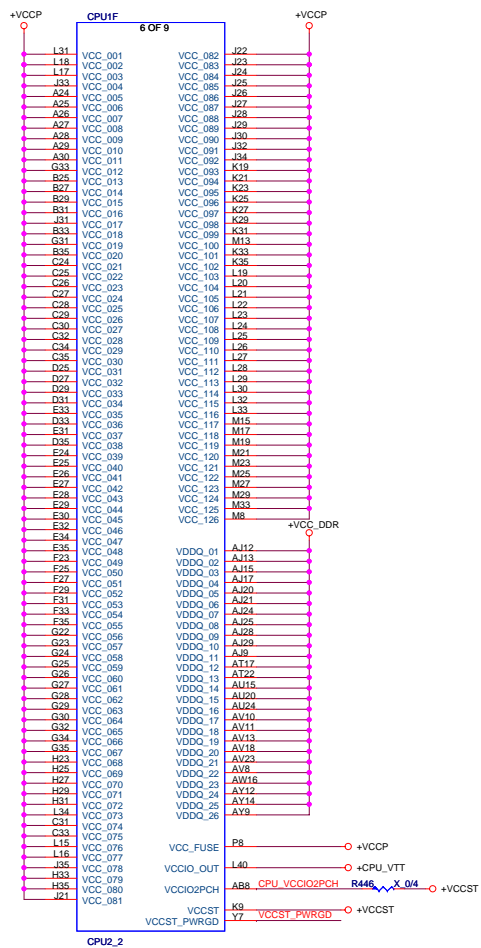 CPU1F
6 OF 9
+VCCP
L31 VCC_001
L18 VCC_002
L17 VCC_003
J33 VCC_004
A24 VCC_005
A25 VCC_006
A26 VCC_007
A27 VCC_008
A28 VCC_009
A29 VCC_010
A30 VCC_011
G33 VCC_012
B25 VCC_013
B27 VCC_014
B29 VCC_015
B31 VCC_016
J31 VCC_017
B33 VCC_018
G31 VCC_019
B35 VCC_020
C24 VCC_021
C25 VCC_022
C26 VCC_023
C27 VCC_024
C28 VCC_025
C29 VCC_026
C30 VCC_027
C32 VCC_028
C34 VCC_029
C35 VCC_030
D25 VCC_031
D27 VCC_032
D29 VCC_033
D31 VCC_034
E33 VCC_035
D33 VCC_036
E31 VCC_037
D35 VCC_038
E24 VCC_039
E25 VCC_040
E26 VCC_041
E27 VCC_042
E28 VCC_043
E29 VCC_044
E30 VCC_045
E32 VCC_046
E34 VCC_047
E35 VCC_048
F23 VCC_049
F25 VCC_050
F27 VCC_051
F29 VCC_052
F31 VCC_053
F33 VCC_054
F35 VCC_055
G22 VCC_056
G23 VCC_057
G24 VCC_058
G25 VCC_059
G26 VCC_060
G27 VCC_061
G28 VCC_062
G29 VCC_063
G30 VCC_064
G32 VCC_065
G34 VCC_066
G35 VCC_067
H23 VCC_068
H25 VCC_069
H27 VCC_070
H29 VCC_071
H31 VCC_072
L34 VCC_073
C31 VCC_074
C33 VCC_075
L15 VCC_076
L16 VCC_077
J35 VCC_078
H33 VCC_079
H35 VCC_080
J21 VCC_081
+VCCP
VCC_082 J22
VCC_083 J23
VCC_084 J24
VCC_085 J25
VCC_086 J26
VCC_087 J27
VCC_088 J28
VCC_089 J29
VCC_090 J30
VCC_091 J32
VCC_092 J34
VCC_093 K19
VCC_094 K21
VCC_095 K23
VCC_096 K25
VCC_097 K27
VCC_098 K29
VCC_099 K31
VCC_100 M13
VCC_101 K33
VCC_102 K35
VCC_103 L19
VCC_104 L20
VCC_105 L21
VCC_106 L22
VCC_107 L23
VCC_108 L24
VCC_109 L25
VCC_110 L26
VCC_111 L27
VCC_112 L28
VCC_113 L29
VCC_114 L30
VCC_115 L32
VCC_116 L33
VCC_117 M15
VCC_118 M17
VCC_119 M19
VCC_120 M21
VCC_121 M23
VCC_122 M25
VCC_123 M27
VCC_124 M29
VCC_125 M33
VCC_126 M8
+VCC_DDR
VDDQ_01 AJ12
VDDQ_02 AJ13
VDDQ_03 AJ15
VDDQ_04 AJ17
VDDQ_05 AJ20
VDDQ_06 AJ21
VDDQ_07 AJ24
VDDQ_08 AJ25
VDDQ_09 AJ28
VDDQ_10 AJ29
VDDQ_11 AJ9
VDDQ_12 AT17
VDDQ_13 AT22
VDDQ_14 AU15
VDDQ_15 AU20
VDDQ_16 AU24
VDDQ_17 AV10
VDDQ_18 AV11
VDDQ_19 AV13
VDDQ_20 AV18
VDDQ_21 AV23
VDDQ_22 AV8
VDDQ_23 AW16
VDDQ_24 AY12
VDDQ_25 AY14
VDDQ_26 AY9
VCC_FUSE P8 +VCCP
VCCIO_OUT L40 +CPU_VTT
VCCIO2PCH AB8 CPU_VCCIO2PCH R446 X_0/4 +VCCST
VCCST K9 +VCCST
VCCST_PWRGD Y7 VCCST_PWRGD
CPU2_2